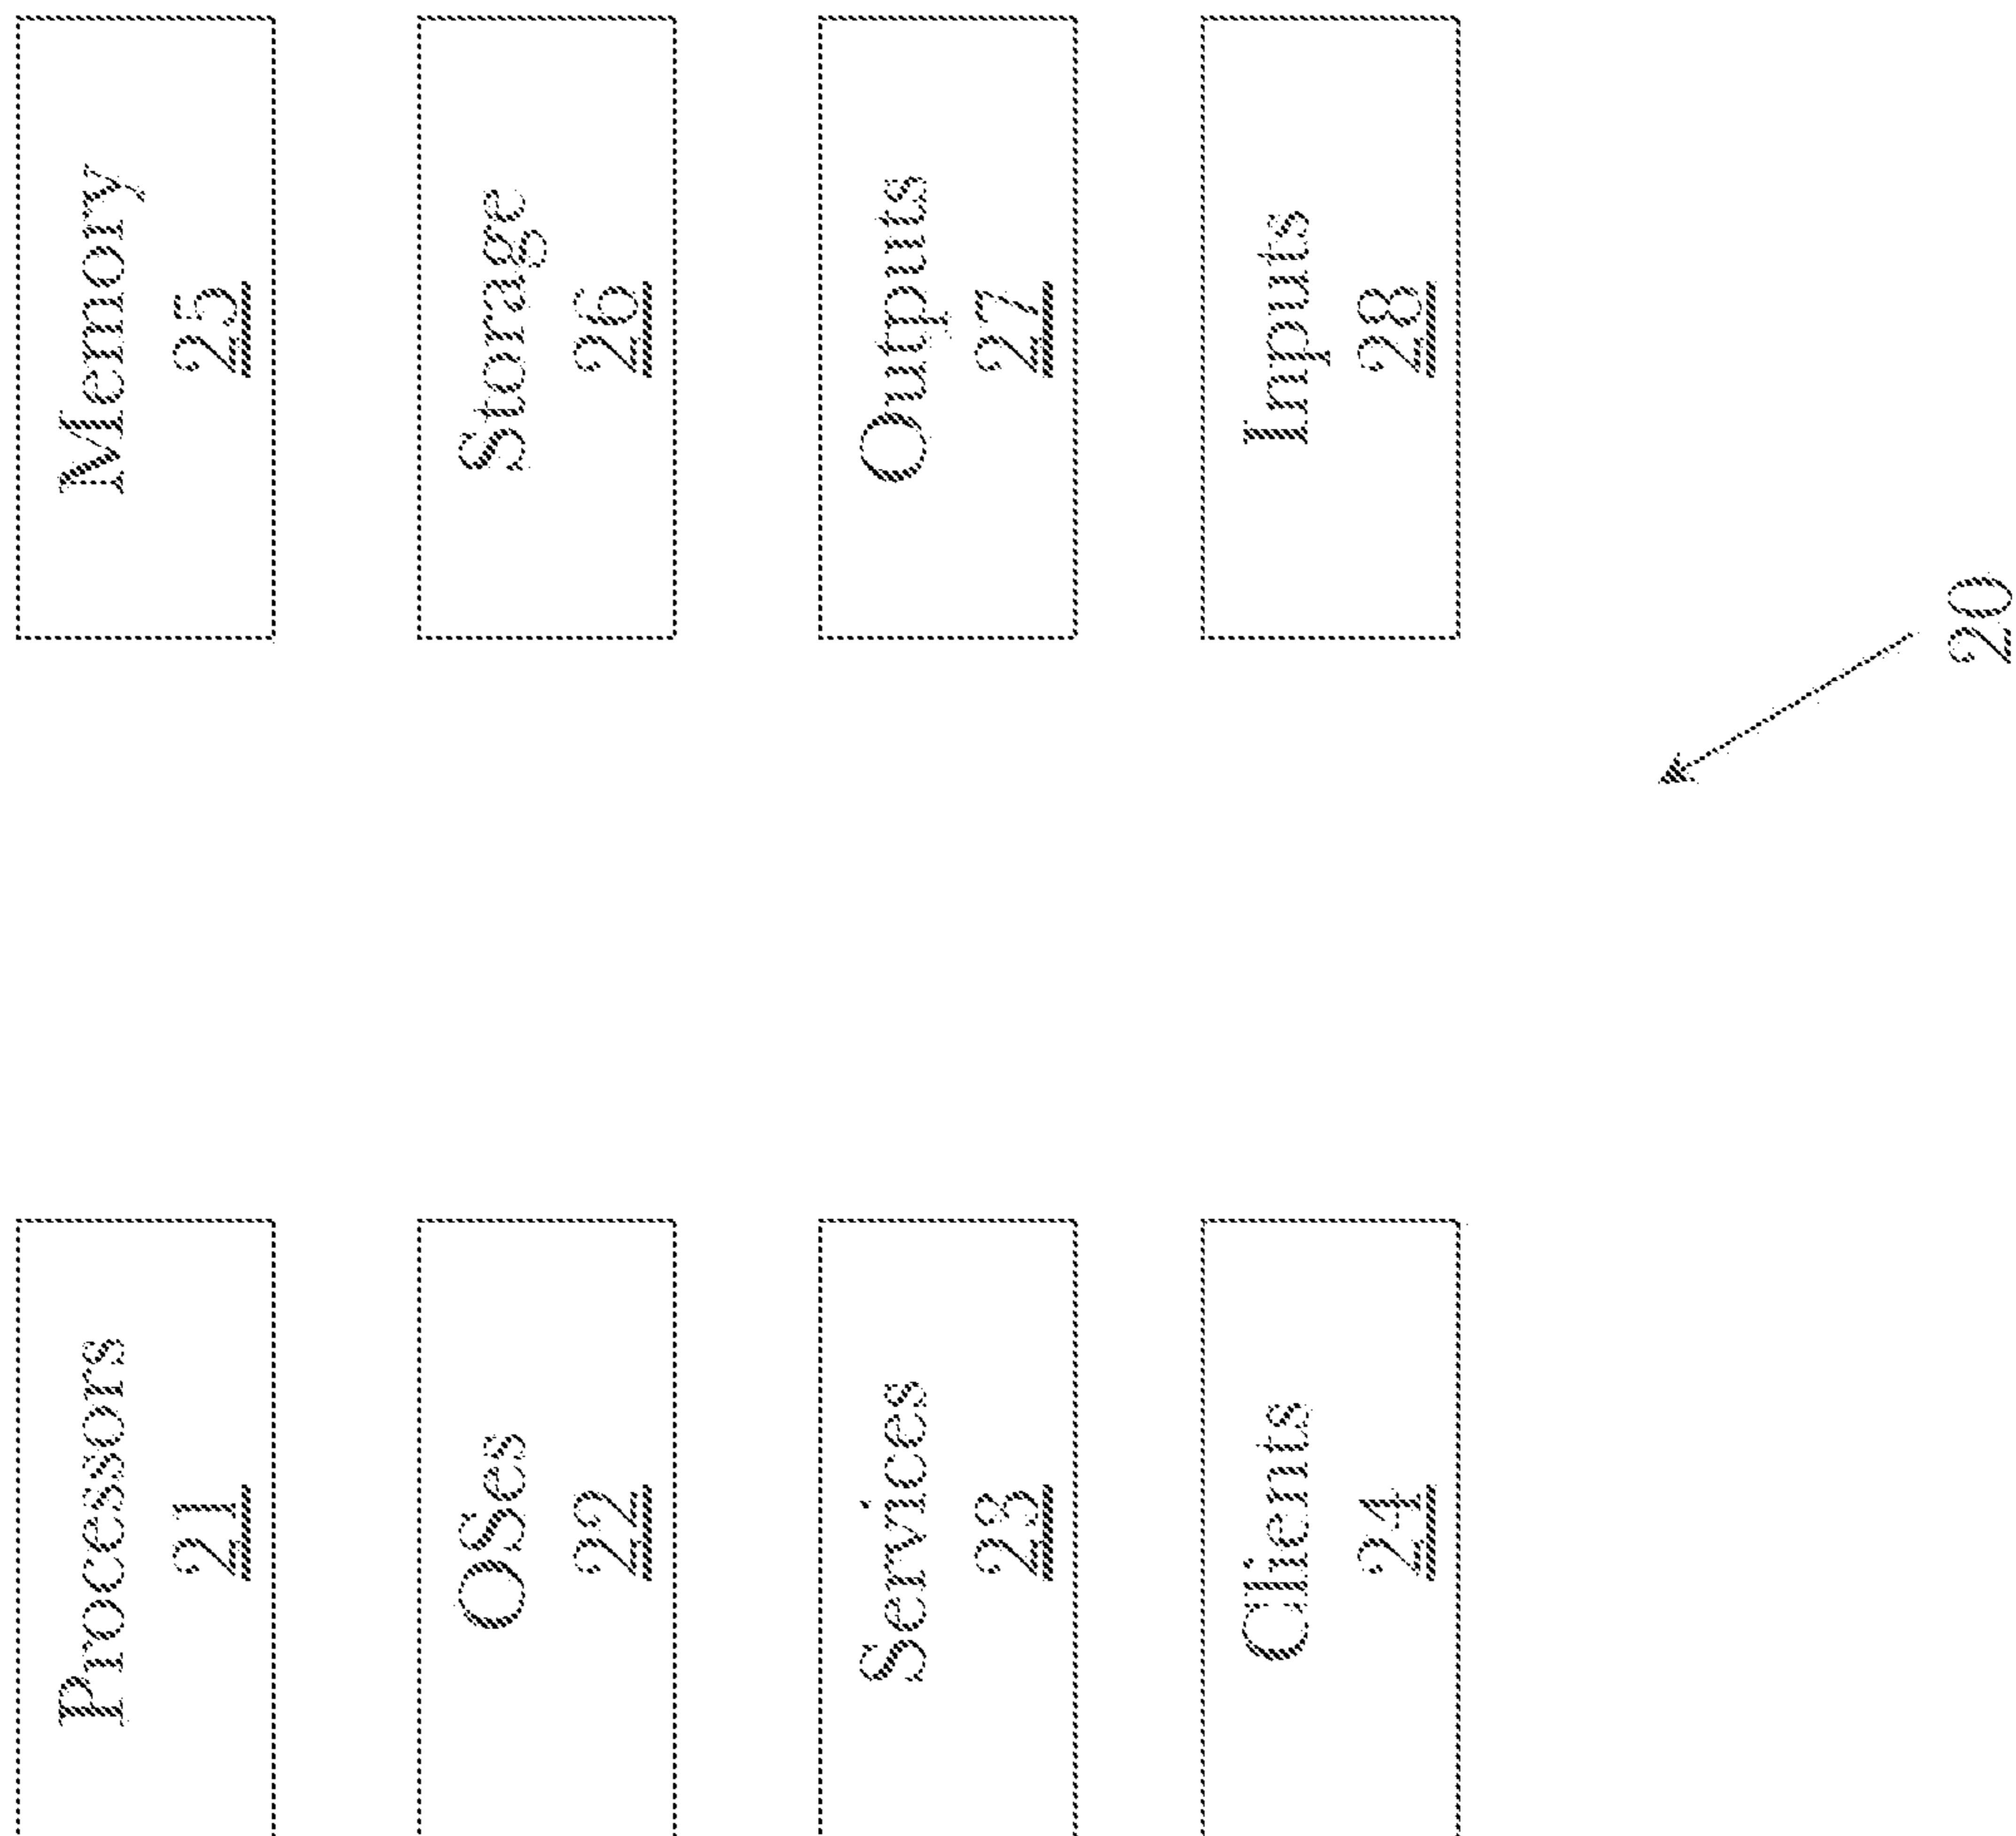 Processors
21
Memory
25
OSes
22
Storage
26
Services
23
Outputs
27
Clients
24
Inputs
28
20